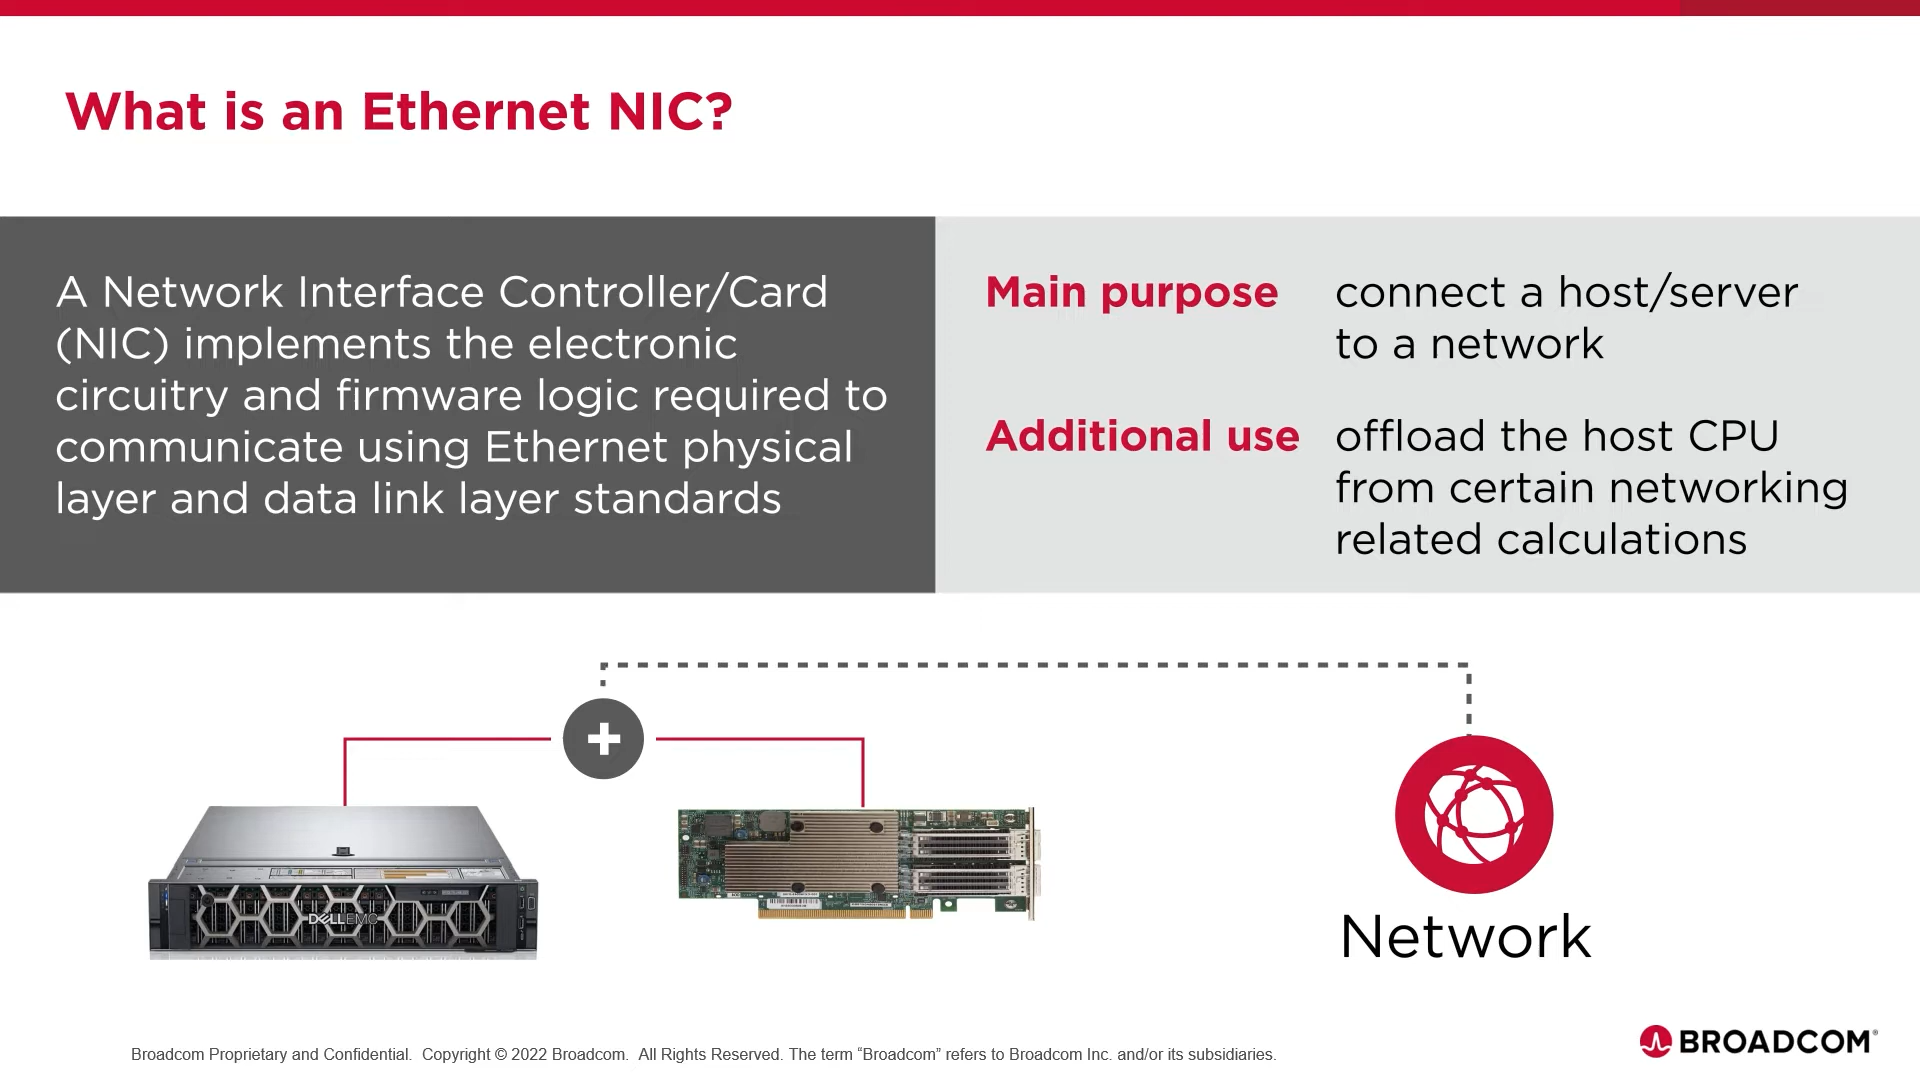 What is an Ethernet NIC?
A Network Interface Controller/Card
(NIC) implements the electronic
circuitry and firmware logic required to
communicate using Ethernet physical
layer and data link layer standards
Main purpose
connect a host/server
to a network
Additional use
offload the host CPU
from certain networking
related calculations
DELLEMC
Network
Broadcom Proprietary and Confidential.  Copyright © 2022 Broadcom.  All Rights Reserved. The term “Broadcom” refers to Broadcom Inc. and/or its subsidiaries.
BROADCOM®